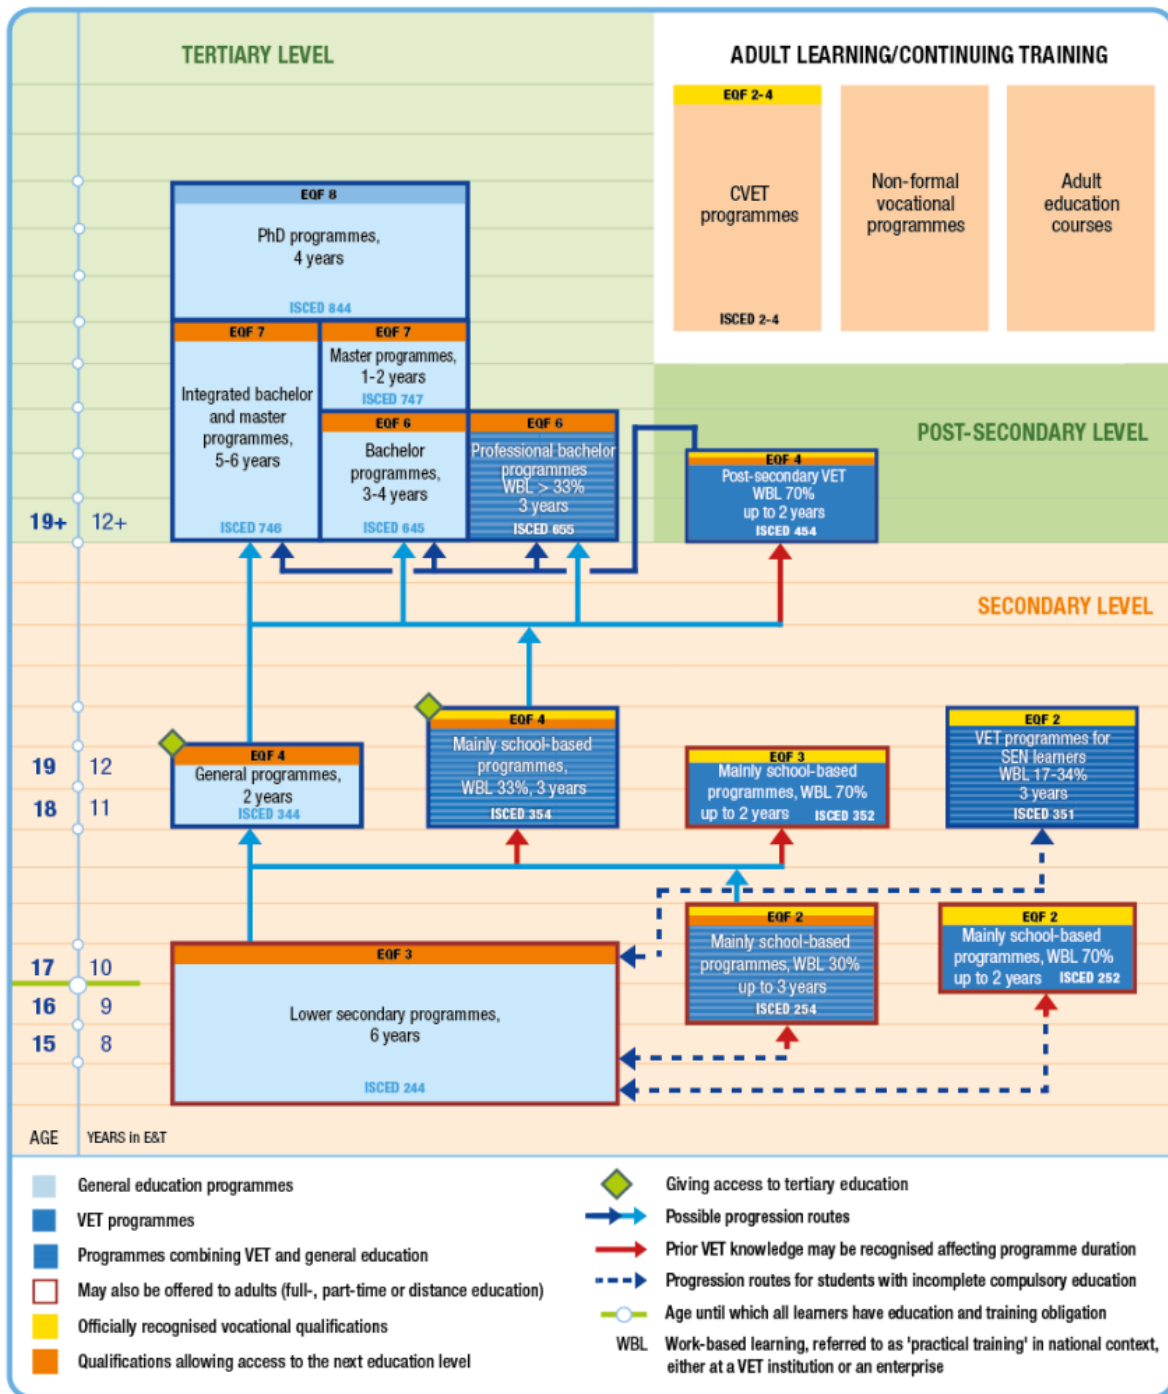 TERTIARY LEVEL
ADULT LEARNING/CONTINUING TRAINING
EQF 2-4
CVET
programmes
ISCED 2-4
Non-formal
vocational
programmes
Adult
education
courses
EQF 8
PhD programmes,
4 years
ISCED 844
EQF 7
Integrated bachelor
and master
programmes,
5-6 years
ISCED 746
EQF 7
Master programmes,
1-2 years
ISCED 747
EQF 6
Bachelor
programmes,
3-4 years
ISCED 645
EQF 6
Professional bachelor
programmes
WBL > 33%
3 years
ISCED 655
POST-SECONDARY LEVEL
EQF 4
Post-secondary VET
WBL 70%
up to 2 years
ISCED 454
19+ 12+
SECONDARY LEVEL
EQF 4
General programmes,
2 years
ISCED 344
EQF 4
Mainly school-based
programmes,
WBL 33%, 3 years
ISCED 354
EQF 3
Mainly school-based
programmes, WBL 70%
up to 2 years ISCED 352
EQF 2
VET programmes for
SEN learners
WBL 17-34%
3 years
ISCED 351
19 12
18 11
EQF 3
Lower secondary programmes,
6 years
ISCED 244
EQF 2
Mainly school-based
programmes, WBL 30%
up to 3 years
ISCED 254
EQF 2
Mainly school-based
programmes, WBL 70%
up to 2 years ISCED 252
17 10
16 9
15 8
AGE YEARS in E&T
General education programmes
VET programmes
Programmes combining VET and general education
May also be offered to adults (full-, part-time or distance education)
Officially recognised vocational qualifications
Qualifications allowing access to the next education level
Giving access to tertiary education
Possible progression routes
Prior VET knowledge may be recognised affecting programme duration
Progression routes for students with incomplete compulsory education
Age until which all learners have education and training obligation
WBL Work-based learning, referred to as 'practical training' in national context,
either at a VET institution or an enterprise